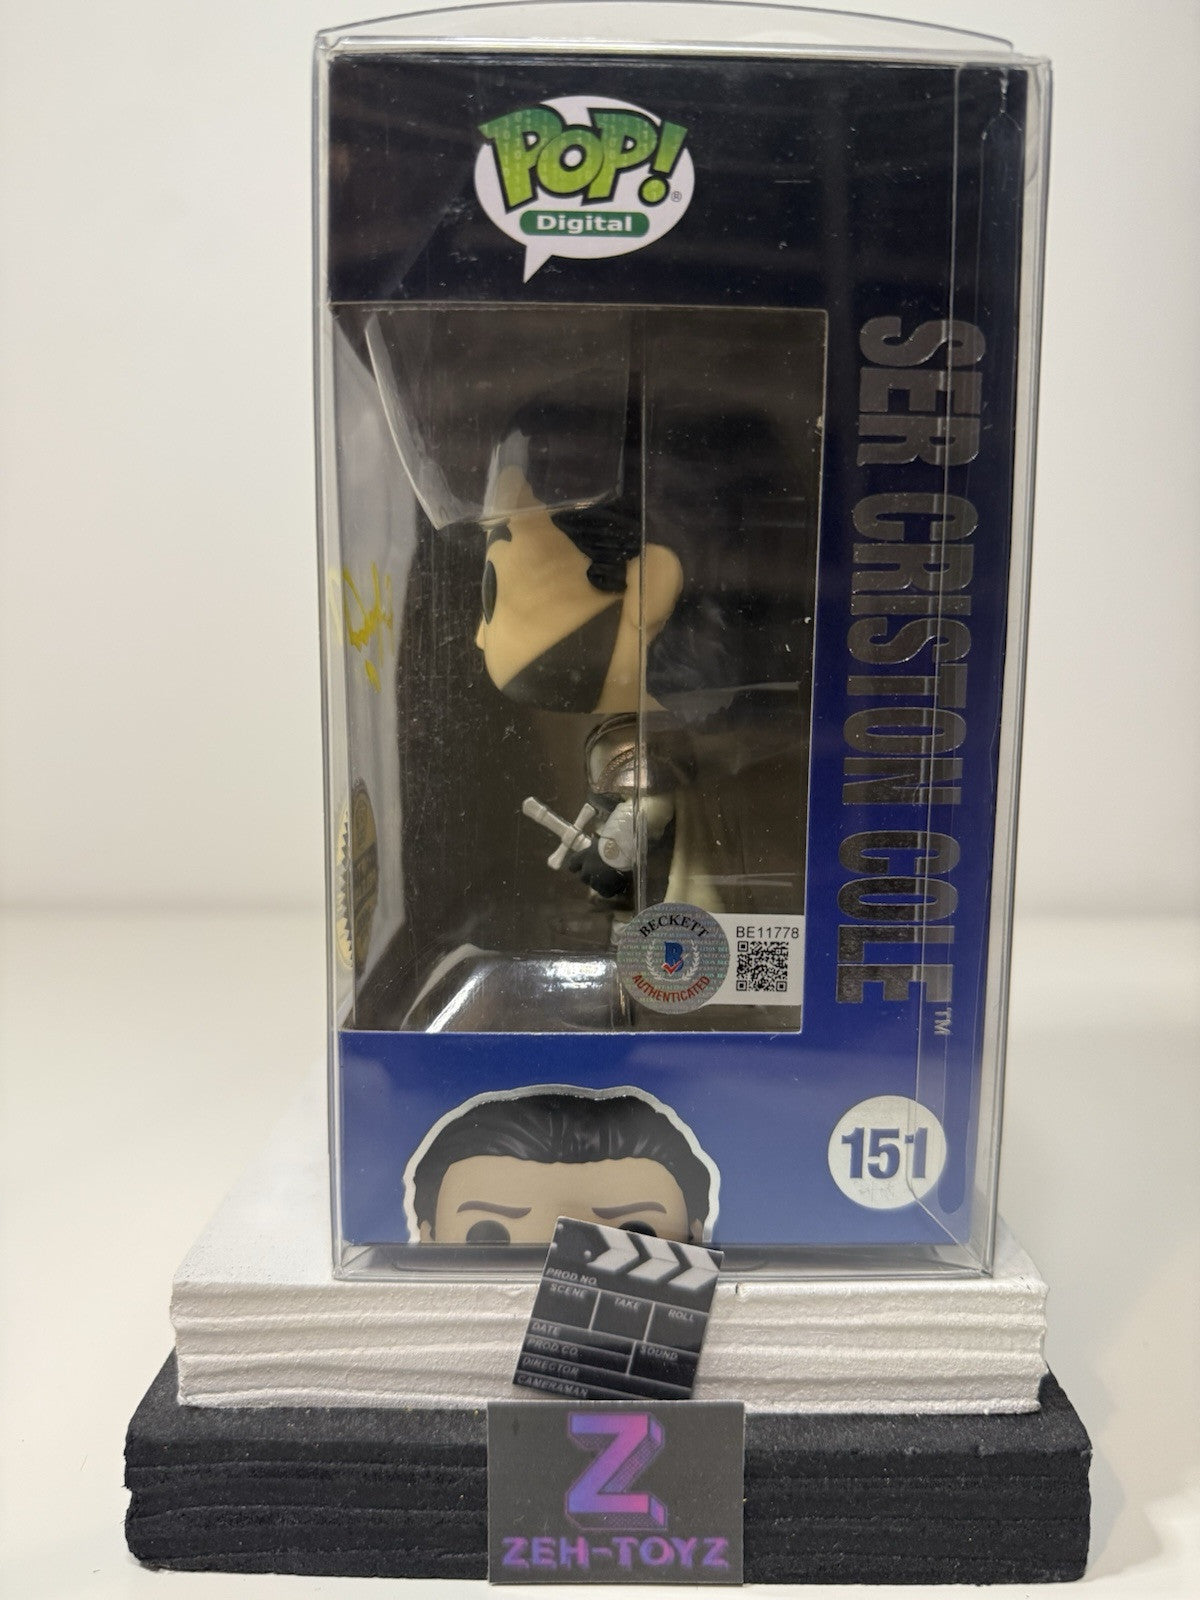 POP!®
Digital
SER CRISTON COLE™
BECKETT
B
AUTHENTICATED
BE11778
151
PROD.NO.
SCENE TAKE ROLL
DATE SOUND
PROD.CO.
DIRECTOR
CAMERAMAN
Z
ZEH-TOYZ